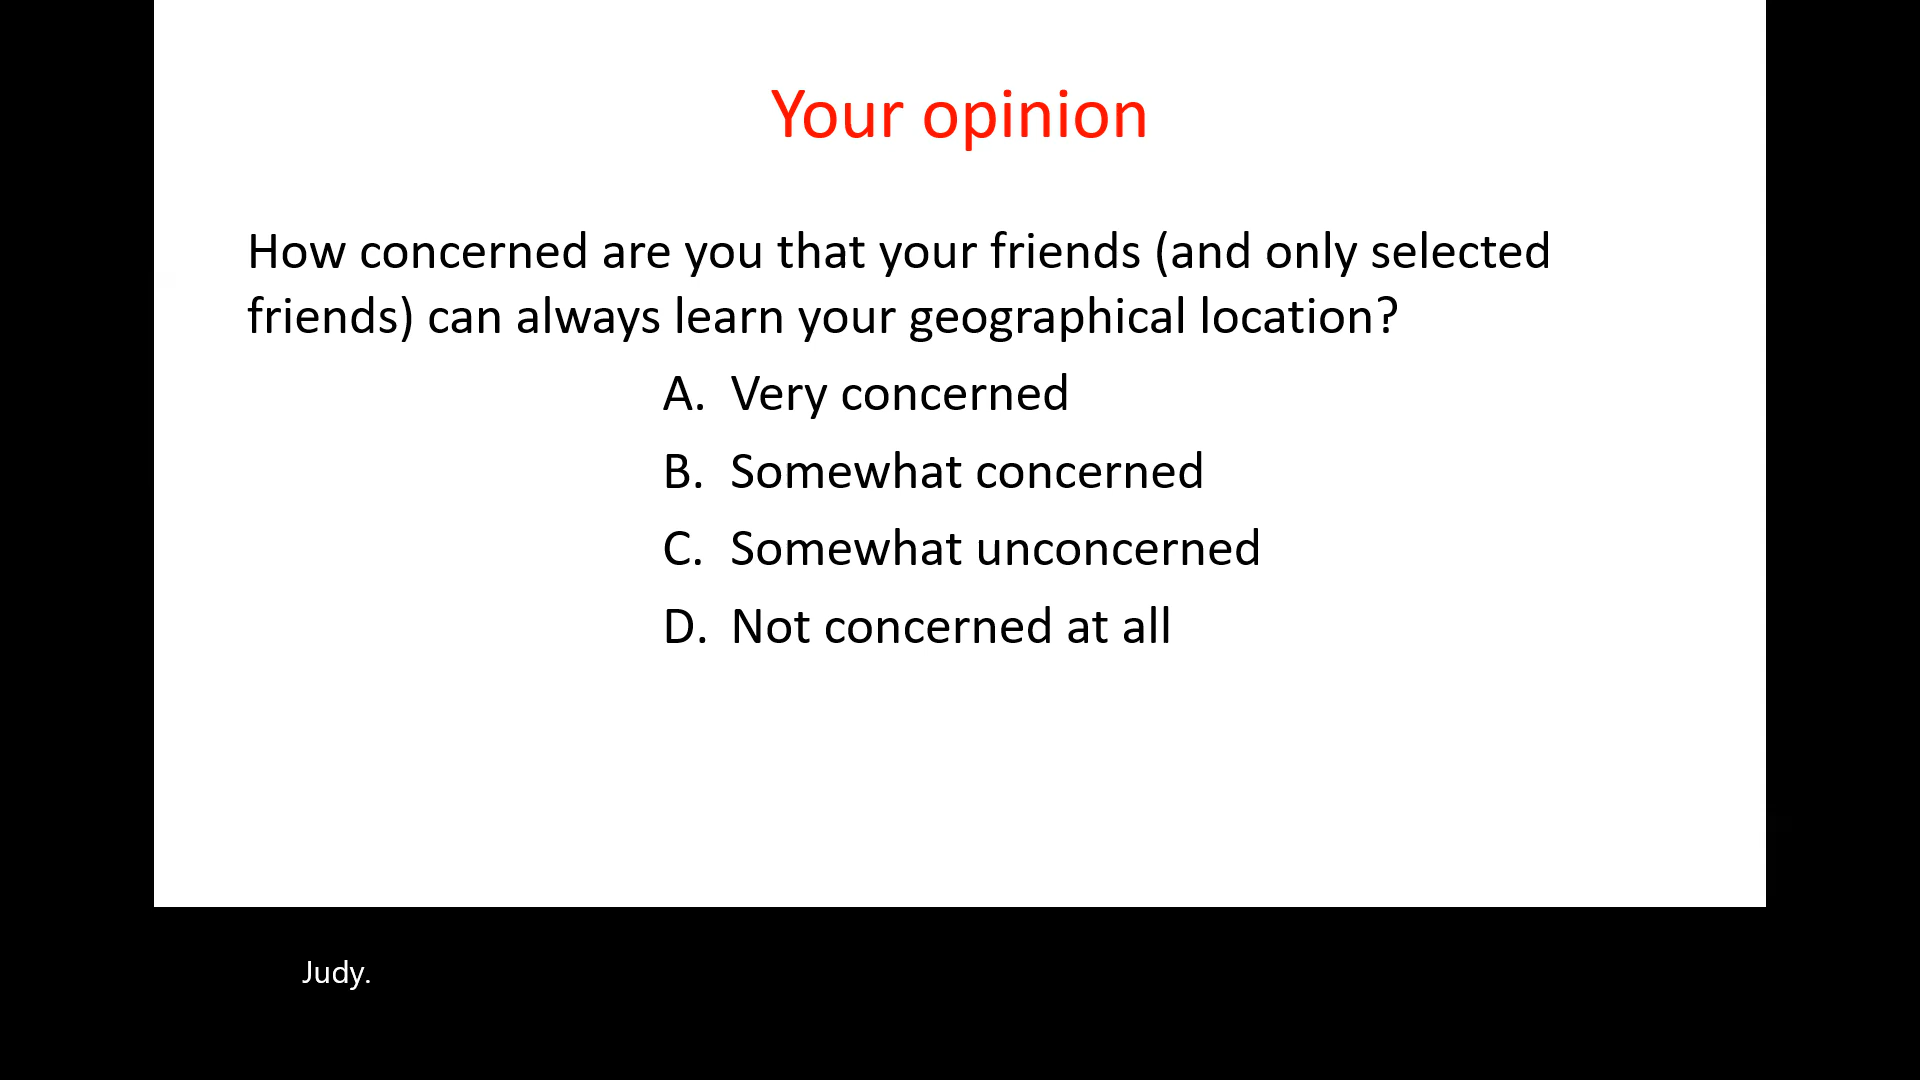 Your opinion
How concerned are you that your friends (and only selected
friends) can always learn your geographical location?
A. Very concerned
B. Somewhat concerned
C. Somewhat unconcerned
D. Not concerned at all
Judy.